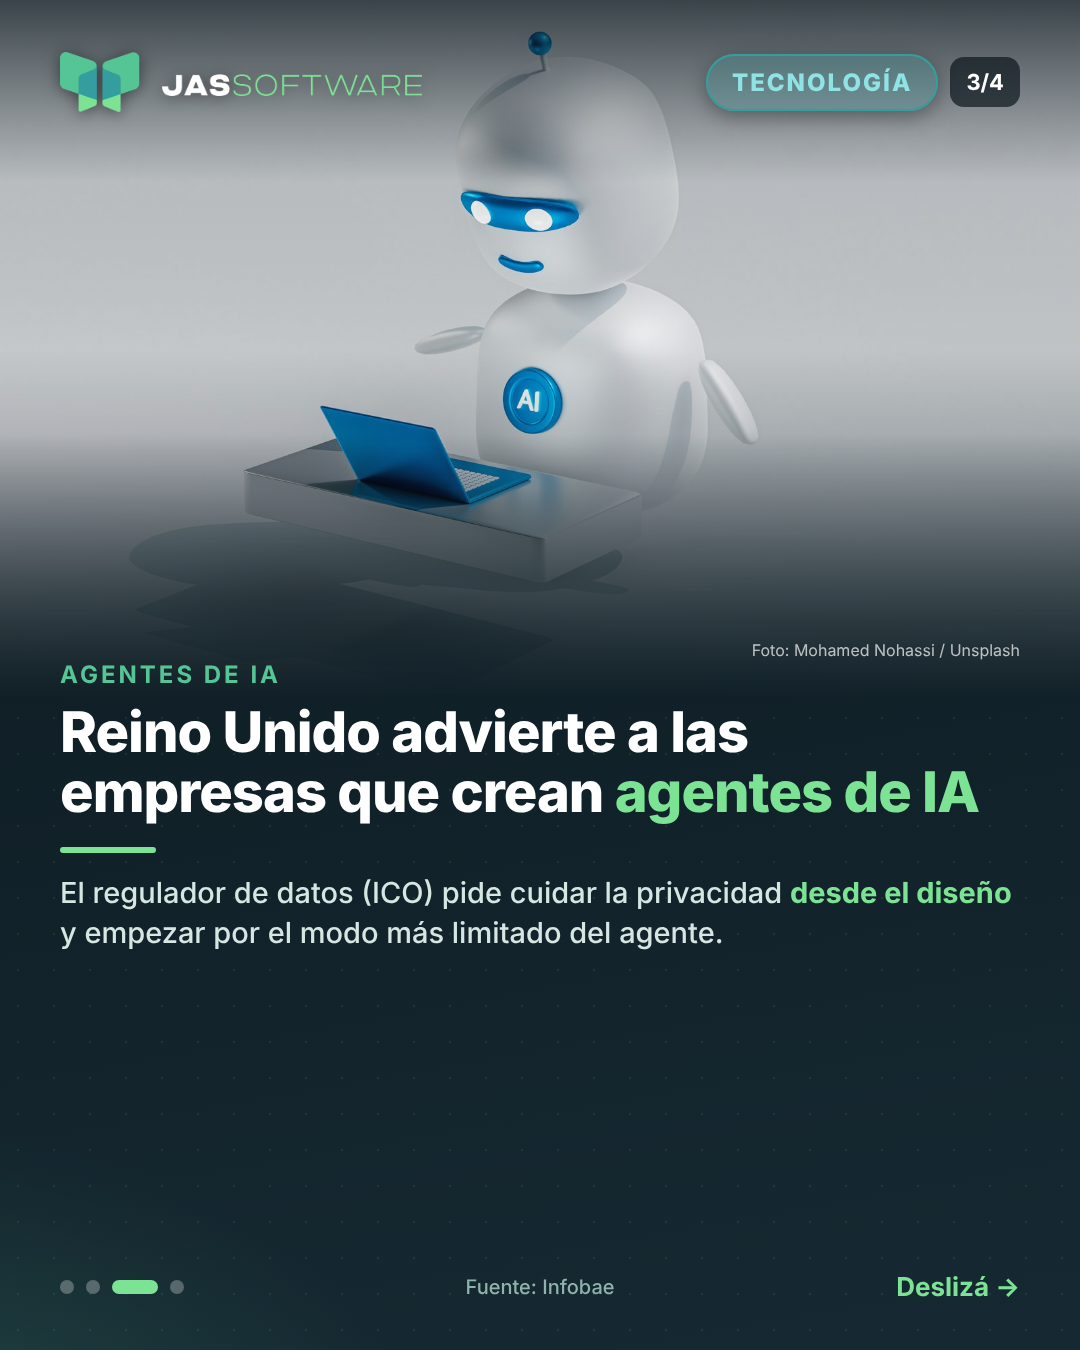 JASSOFTWARE
TECNOLOGÍA
3/4
AI
Foto: Mohamed Nohassi / Unsplash
AGENTES DE IA
Reino Unido advierte a las
empresas que crean agentes de IA
El regulador de datos (ICO) pide cuidar la privacidad desde el diseño
y empezar por el modo más limitado del agente.
Fuente: Infobae
Deslizá →